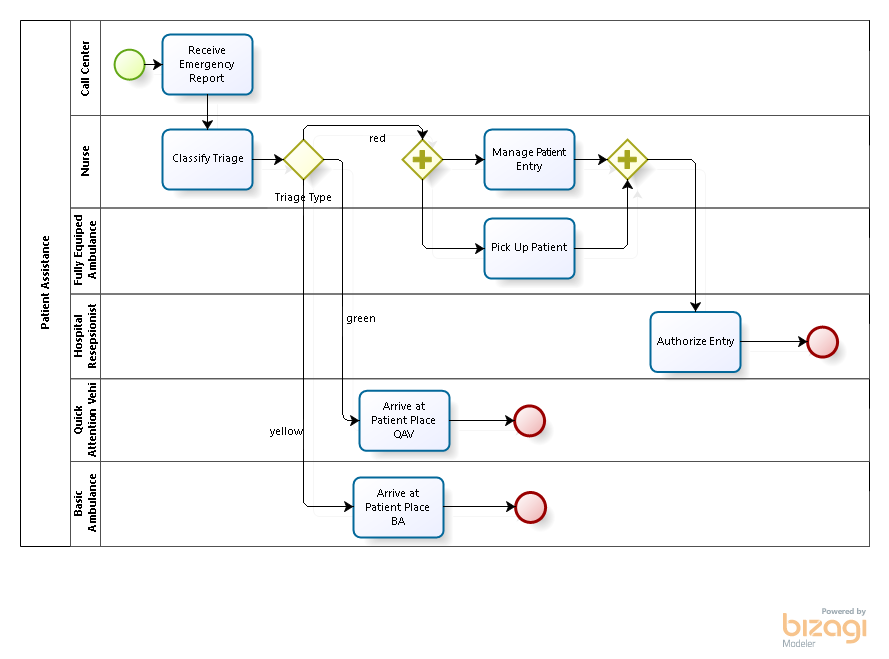 Patient Assistance
Call Center
Receive
Emergency
Report
Nurse
Classify Triage
Triage Type
red
Manage Patient
Entry
Fully Equiped
Ambulance
Pick Up Patient
Hospital
Resepsionist
green
Authorize Entry
Quick
Attention Vehi
Arrive at
Patient Place
QAV
yellow
Basic
Ambulance
Arrive at
Patient Place
BA
Powered by
bizagi
Modeler